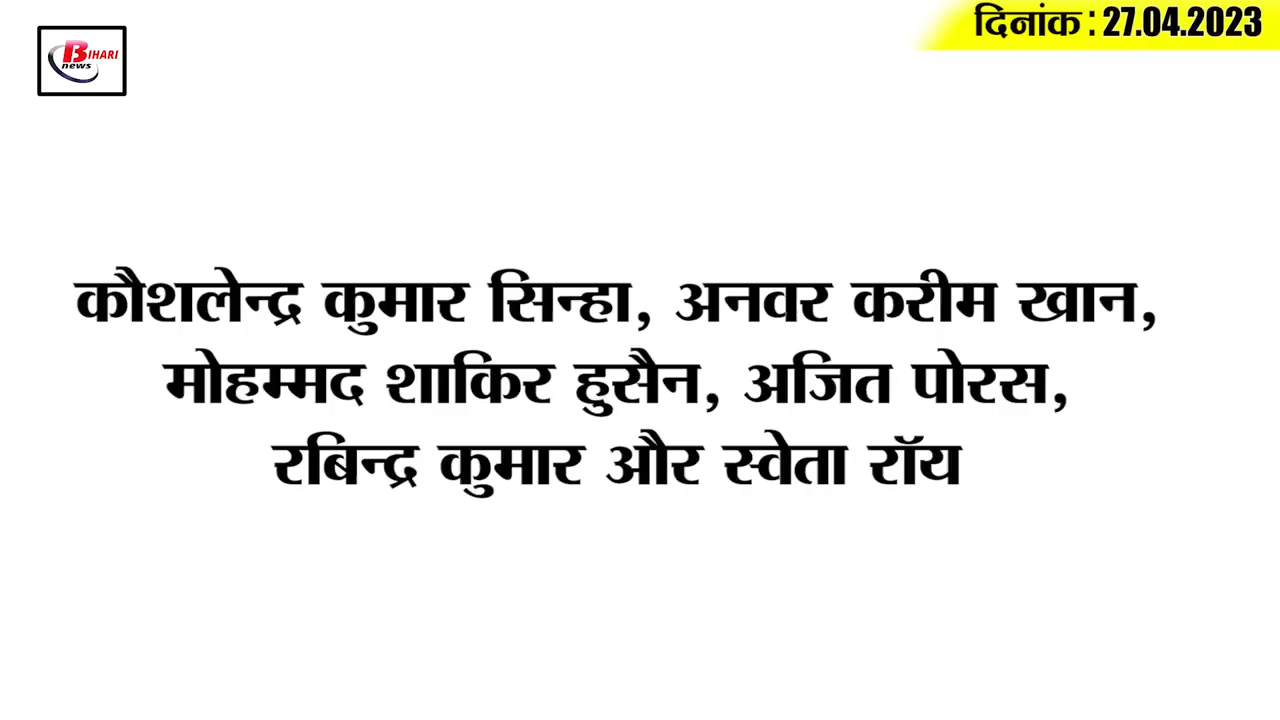 BIHARI
news
दिनांक : 27.04.2023
कौशलेन्द्र कुमार सिन्हा, अनवर करीम खान,
मोहम्मद शाकिर हुसैन, अजित पोरस,
रबिन्द्र कुमार और स्वेता रॉय